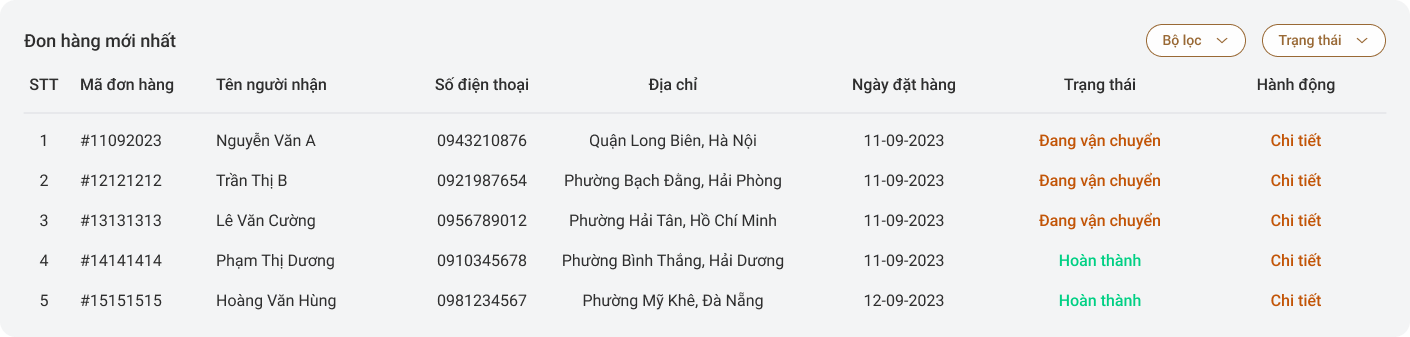 Đon hàng mới nhất Bộ lọc Trạng thái
STT Mã đơn hàng Tên người nhận Số điện thoại Địa chỉ Ngày đặt hàng Trạng thái Hành động
1 #11092023 Nguyễn Văn A 0943210876 Quận Long Biên, Hà Nội 11-09-2023 Đang vận chuyển Chi tiết
2 #12121212 Trần Thị B 0921987654 Phường Bạch Đằng, Hải Phòng 11-09-2023 Đang vận chuyển Chi tiết
3 #13131313 Lê Văn Cường 0956789012 Phường Hải Tân, Hồ Chí Minh 11-09-2023 Đang vận chuyển Chi tiết
4 #14141414 Phạm Thị Dương 0910345678 Phường Bình Thắng, Hải Dương 11-09-2023 Hoàn thành Chi tiết
5 #15151515 Hoàng Văn Hùng 0981234567 Phường Mỹ Khê, Đà Nẵng 12-09-2023 Hoàn thành Chi tiết